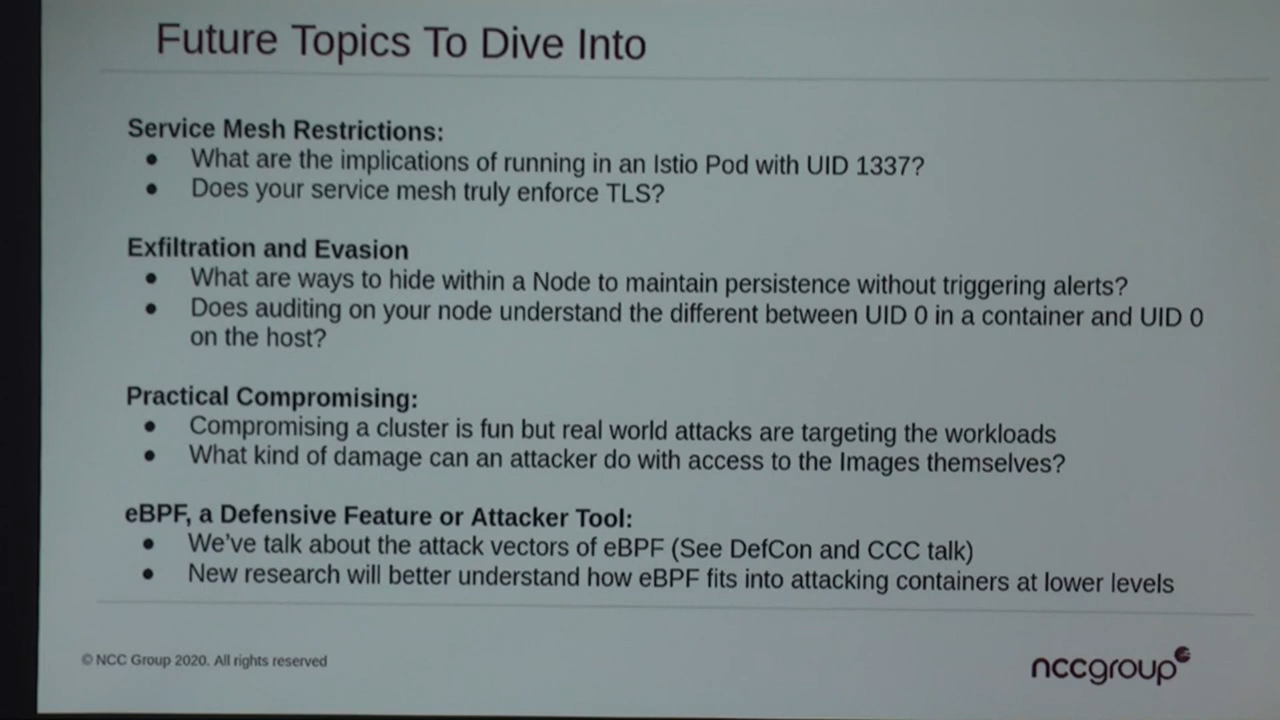 Future Topics To Dive Into
Service Mesh Restrictions:
● What are the implications of running in an Istio Pod with UID 1337?
● Does your service mesh truly enforce TLS?
Exfiltration and Evasion
● What are ways to hide within a Node to maintain persistence without triggering alerts?
● Does auditing on your node understand the different between UID 0 in a container and UID 0
on the host?
Practical Compromising:
● Compromising a cluster is fun but real world attacks are targeting the workloads
● What kind of damage can an attacker do with access to the Images themselves?
eBPF, a Defensive Feature or Attacker Tool:
● We've talk about the attack vectors of eBPF (See DefCon and CCC talk)
● New research will better understand how eBPF fits into attacking containers at lower levels
© NCC Group 2020. All rights reserved
nccgroup